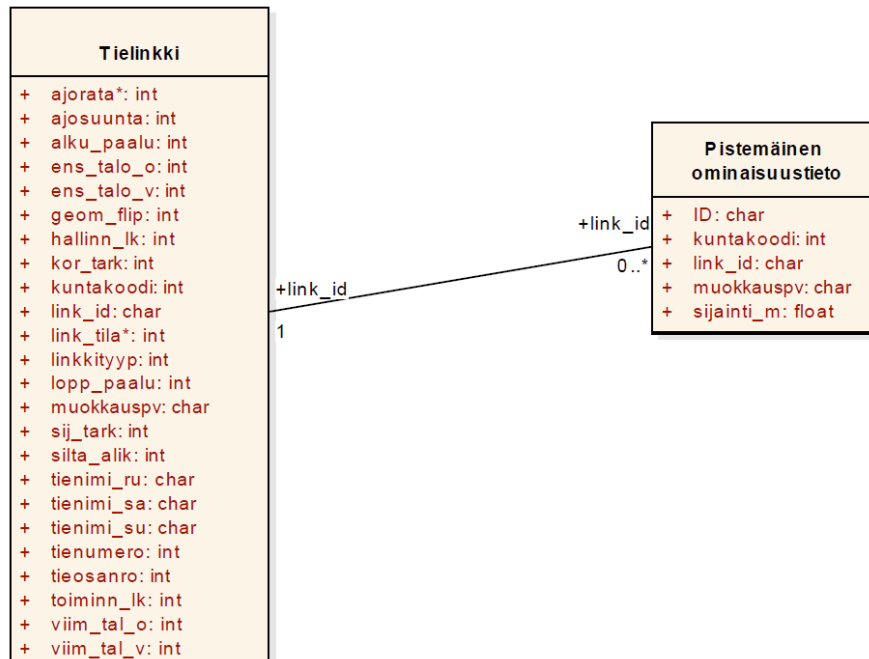 Tielinkki
+ ajorata*: int
+ ajosuunta: int
+ alku_paalu: int
+ ens_talo_o: int
+ ens_talo_v: int
+ geom_flip: int
+ hallinn_lk: int
+ kor_tark: int
+ kuntakoodi: int
+ link_id: char
+ link_tila*: int
+ linkkityyp: int
+ lopp_paalu: int
+ muokkauspv: char
+ sij_tark: int
+ silta_alik: int
+ tienimi_ru: char
+ tienimi_sa: char
+ tienimi_su: char
+ tienumero: int
+ tieosanro: int
+ toiminn_lk: int
+ viim_tal_o: int
+ viim_tal_v: int
+link_id
1
+link_id
0..*
Pistemäinen
ominaisuustieto
+ ID: char
+ kuntakoodi: int
+ link_id: char
+ muokkauspv: char
+ sijainti_m: float